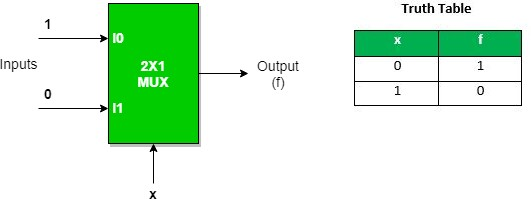 1
I0
Inputs
2X1
MUX
Output
(f)
0
I1
x
Truth Table
x f
0 1
1 0